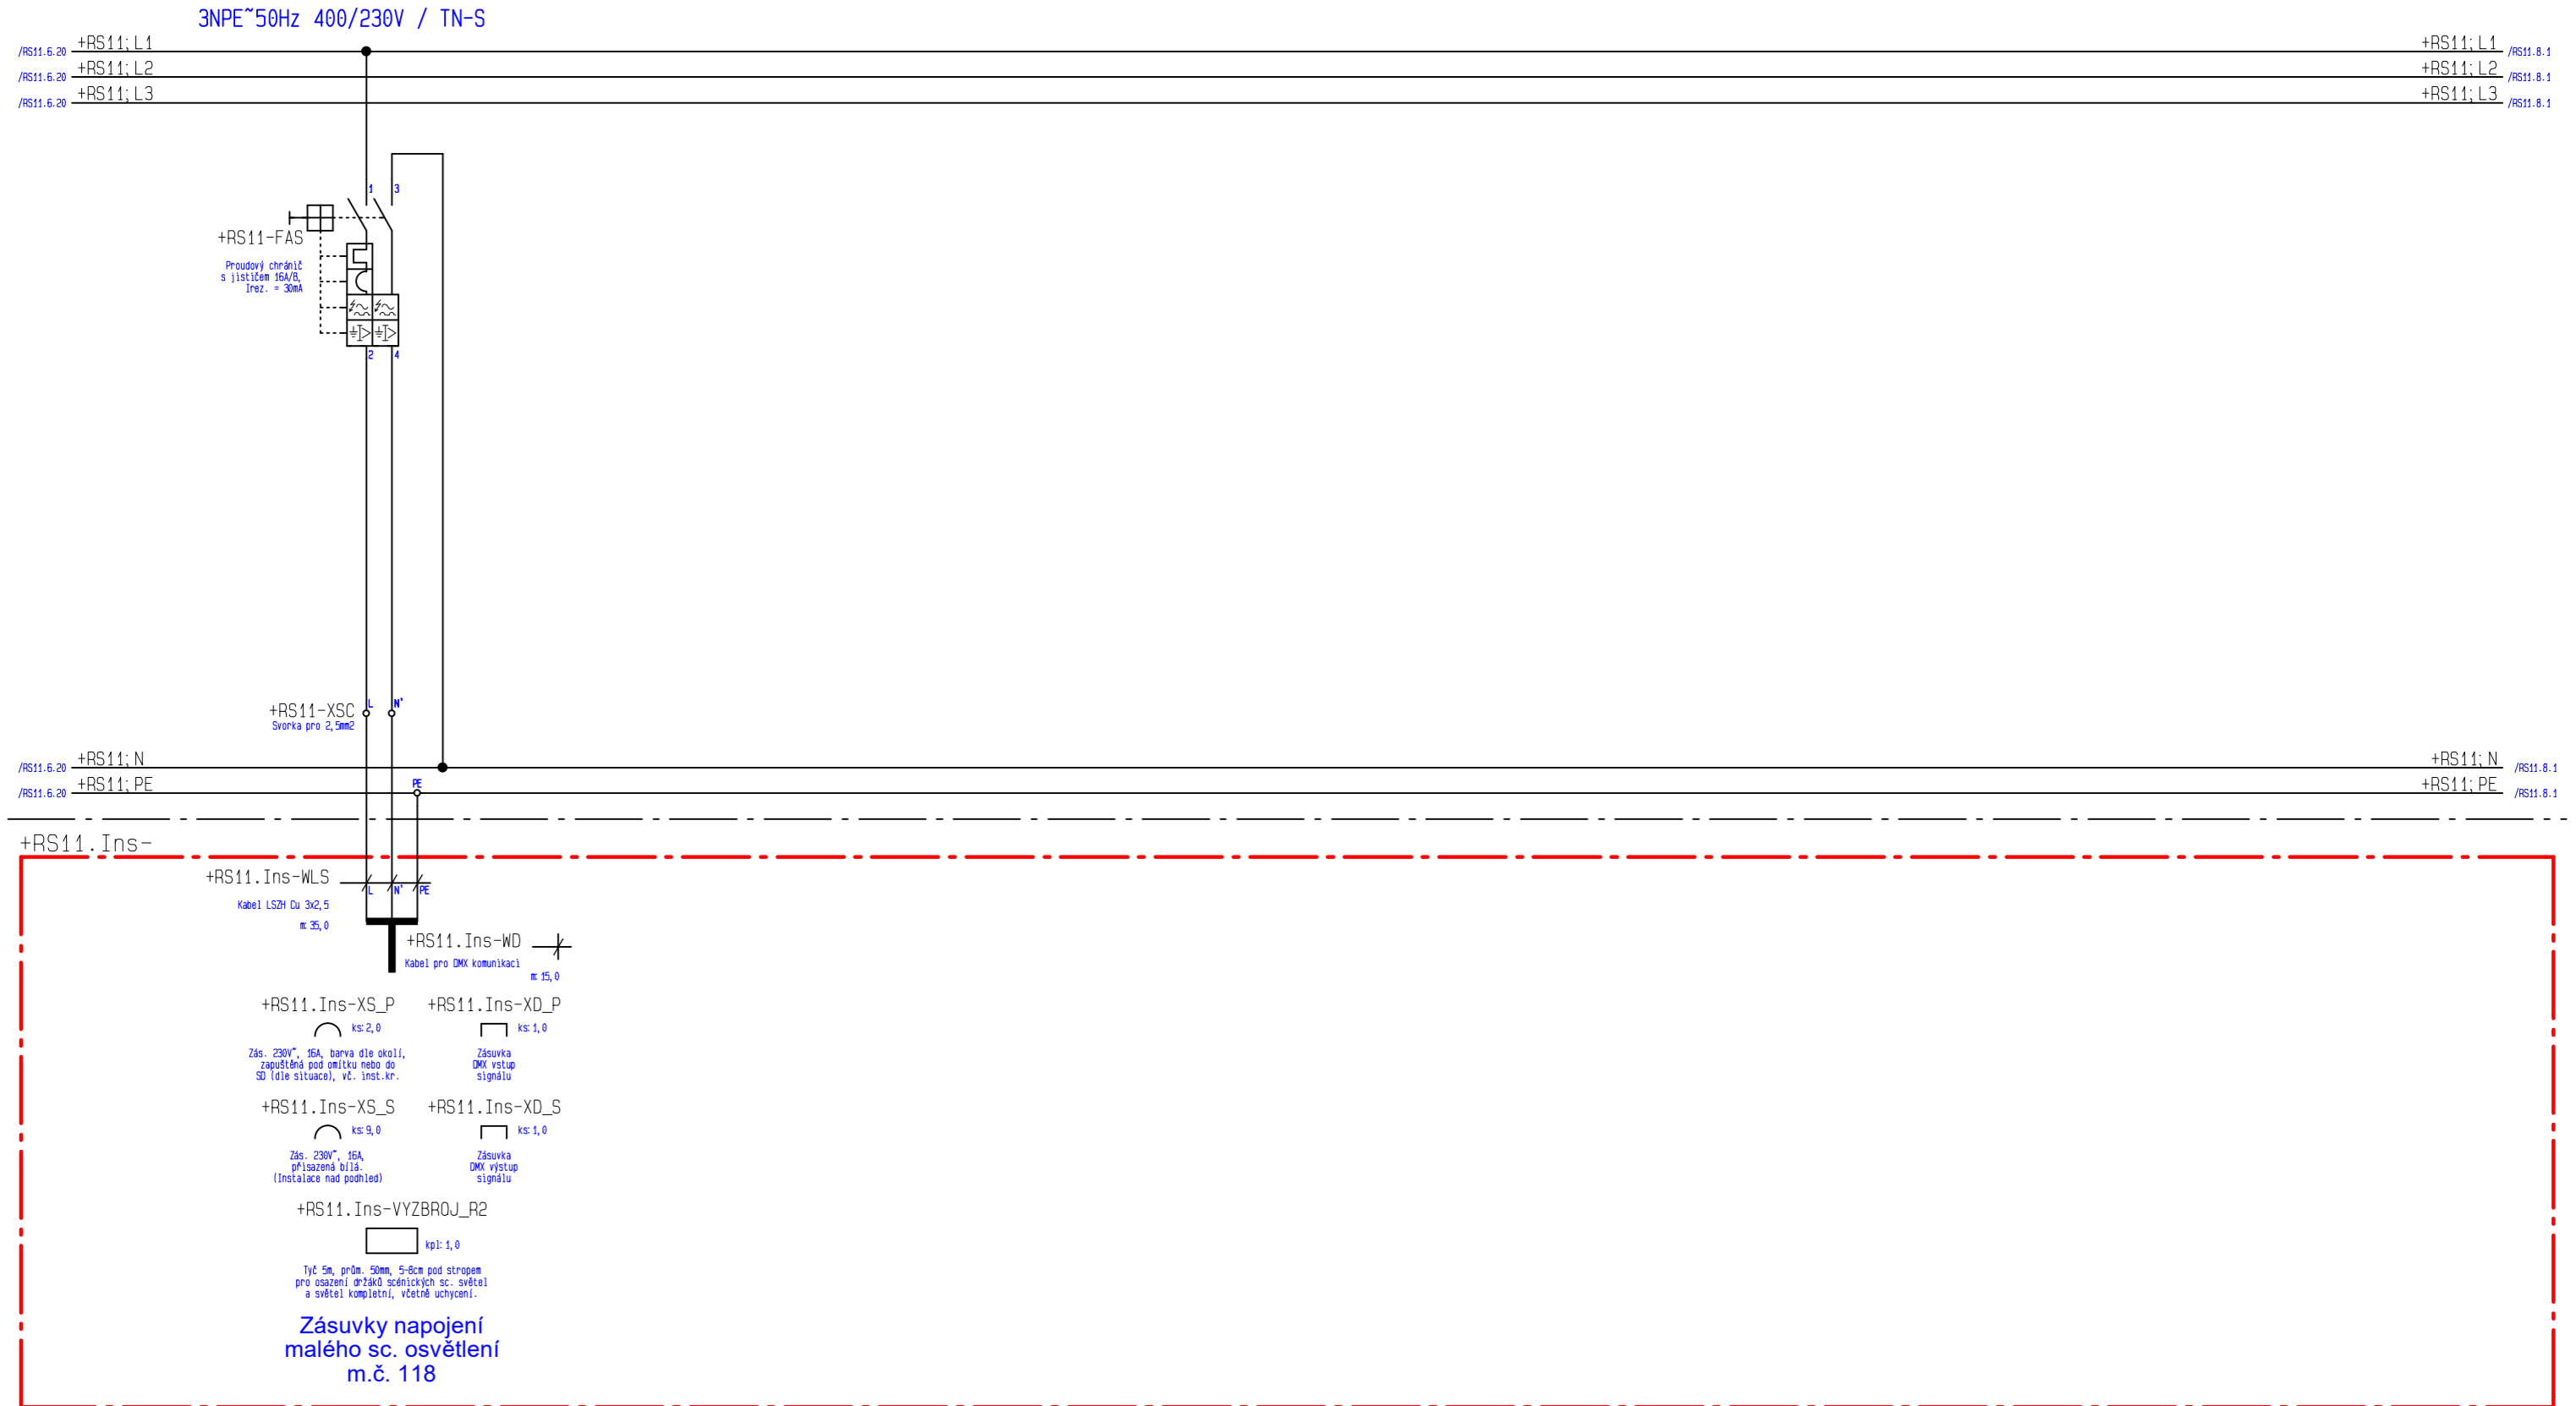 3NPE~50Hz 400/230V / TN-S
/RS11.6.20 +RS11; L1 +RS11; L1 /RS11.8.1
/RS11.6.20 +RS11; L2 +RS11; L2 /RS11.8.1
/RS11.6.20 +RS11; L3 +RS11; L3 /RS11.8.1
1 3
+RS11-FAS
Proudový chránič
s jističem 16A/B,
Irez. = 30mA
2 4
L N'
+RS11-XSC
Svorka pro 2,5mm2
/RS11.6.20 +RS11; N +RS11; N /RS11.8.1
/RS11.6.20 +RS11; PE PE +RS11; PE /RS11.8.1
+RS11.Ins-
+RS11.Ins-WLS
L N' PE
Kabel LSZH Cu 3x2,5
m: 35,0
+RS11.Ins-WD
Kabel pro DMX komunikaci
m: 15,0
+RS11.Ins-XS_P
ks: 2,0
Zás. 230V~, 16A, barva dle okolí,
zapuštěná pod omítku nebo do
SD (dle situace), vč. inst.kr.
+RS11.Ins-XD_P
ks: 1,0
Zásuvka
DMX vstup
signálu
+RS11.Ins-XS_S
ks: 9,0
Zás. 230V~, 16A,
přisazená bílá.
(Instalace nad podhled)
+RS11.Ins-XD_S
ks: 1,0
Zásuvka
DMX výstup
signálu
+RS11.Ins-VYZBROJ_R2
kpl: 1,0
Tyč 5m, prům. 50mm, 5-8cm pod stropem
pro osazení držáků scénických sc. světel
a světel kompletní, včetně uchycení.
Zásuvky napojení
malého sc. osvětlení
m.č. 118